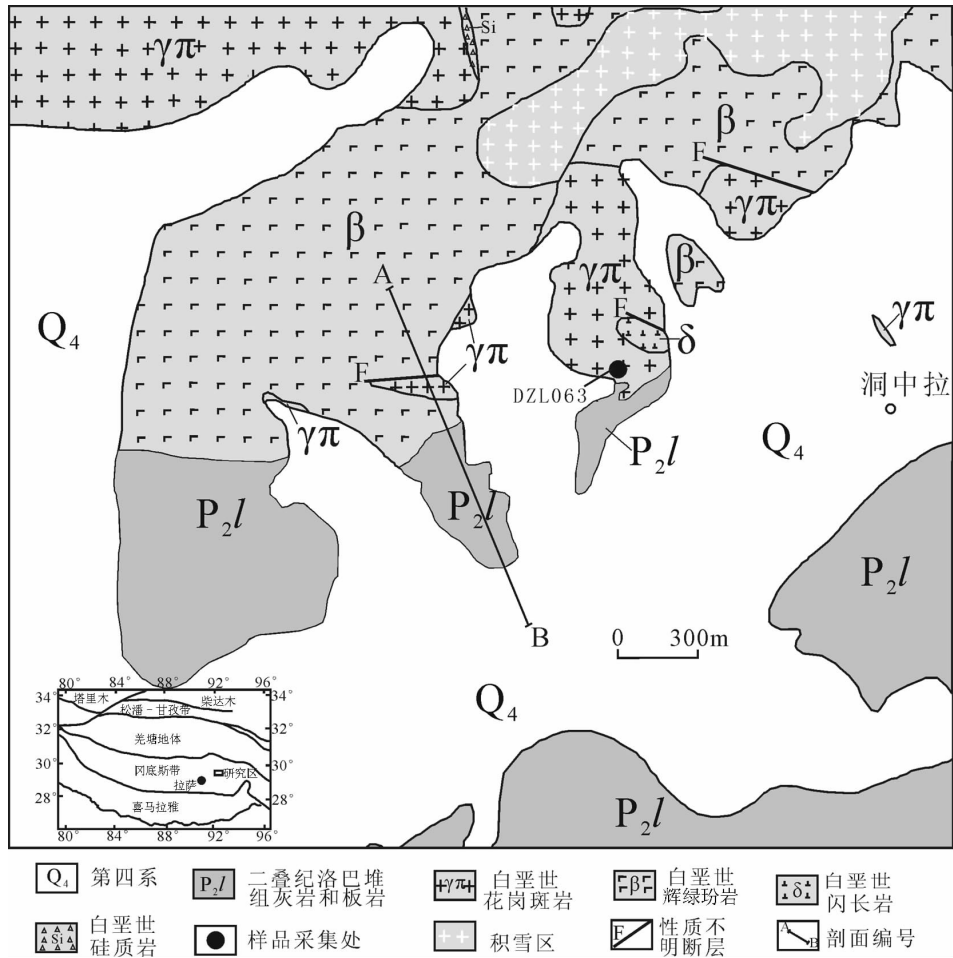 Si
γπ
β
F
γπ
β
A
γπ
β
F
δ
γπ
Q₄
γπ
F
DZL063
洞中拉
γπ
P₂l
Q₄
P₂l
P₂l
P₂l
B
0 300m
Q₄
P₂l
80° 84° 88° 92° 96°
34° 34°
塔里木 柴达木
松潘-甘孜带
32° 32°
羌塘地体
30° 30°
冈底斯带 研究区
拉萨
28° 28°
喜马拉雅
80° 84° 88° 92° 96°
Q₄ 第四系
P₂l 二叠纪洛巴堆
组灰岩和板岩
γπ 白垩世
花岗斑岩
β 白垩世
辉绿玢岩
δ 白垩世
闪长岩
Si 白垩世
硅质岩
样品采集处
积雪区
F 性质不
明断层
A B 剖面编号